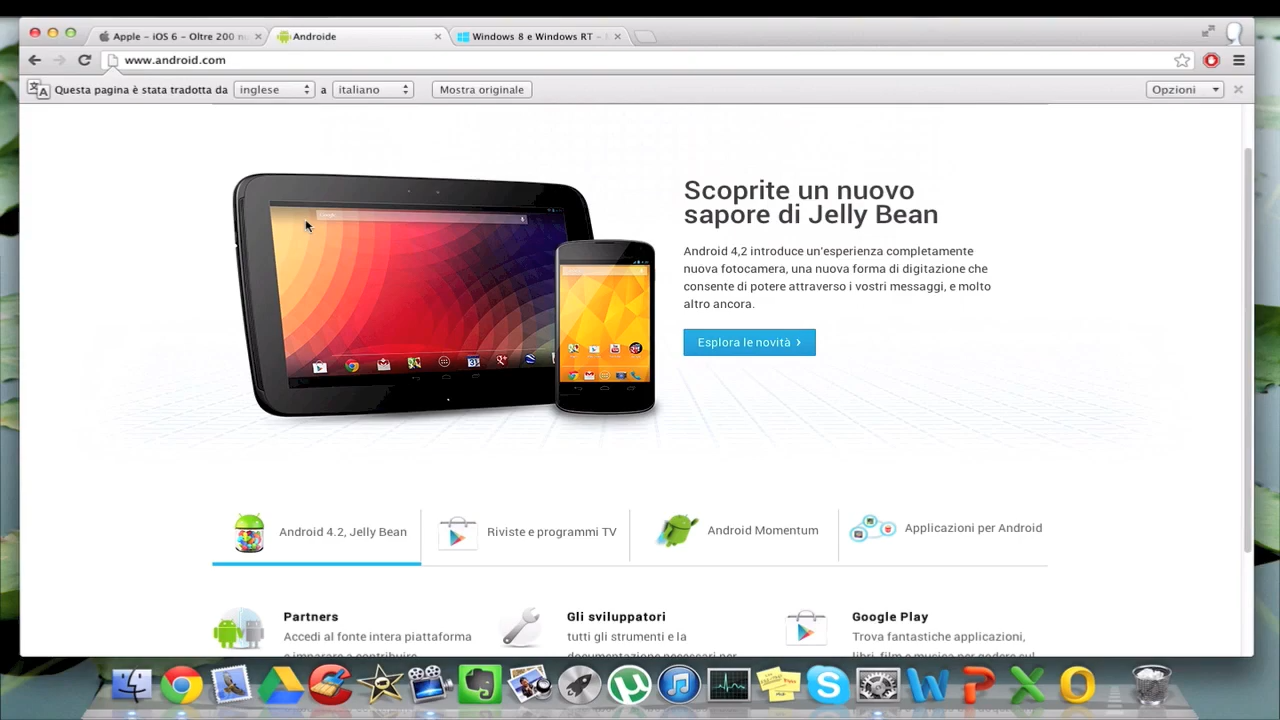 Apple – iOS 6 – Oltre 200 nu
Androide
Windows 8 e Windows RT –
www.android.com
Questa pagina è stata tradotta da inglese a italiano Mostra originale Opzioni
Scoprite un nuovo
sapore di Jelly Bean
Android 4,2 introduce un'esperienza completamente
nuova fotocamera, una nuova forma di digitazione che
consente di potere attraverso i vostri messaggi, e molto
altro ancora.
Esplora le novità ›
Android 4.2, Jelly Bean
Riviste e programmi TV
Android Momentum
Applicazioni per Android
Partners
Accedi al fonte intera piattaforma
e imparare a contribuire
Gli sviluppatori
tutti gli strumenti e la
documentazione necessari per
Google Play
Trova fantastiche applicazioni,
libri, film e musica per godere sul